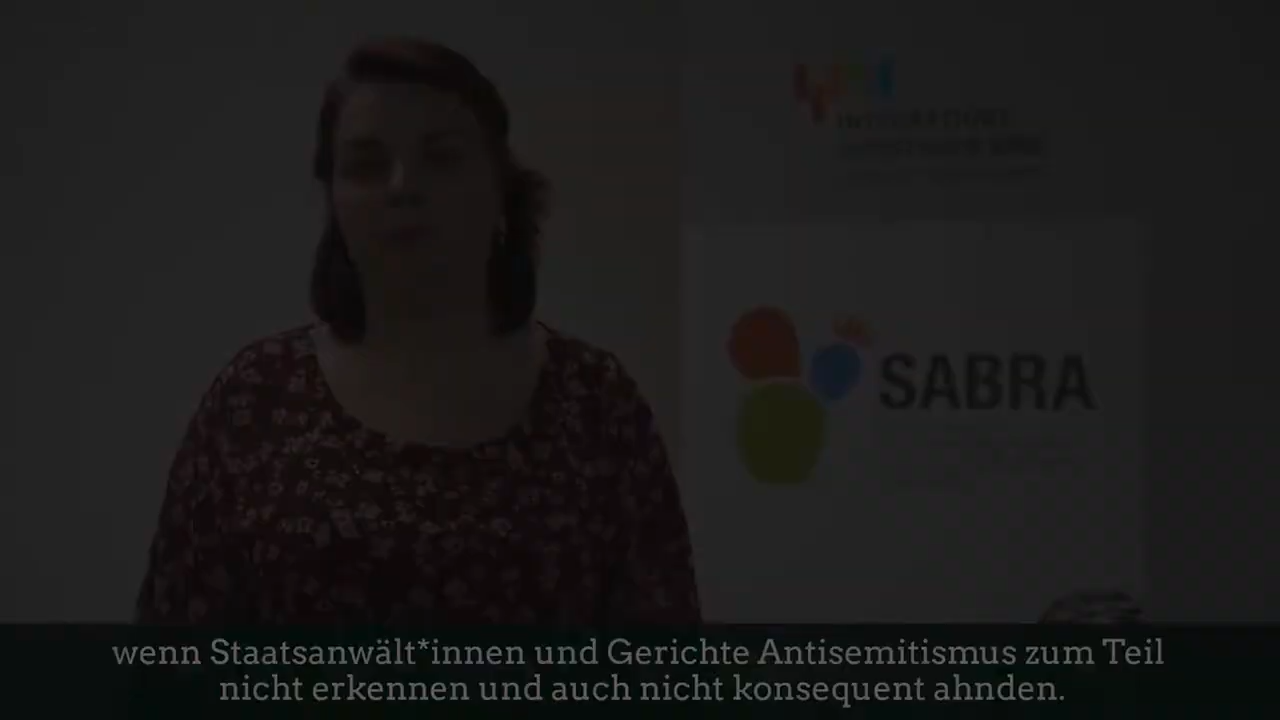 SABRA
wenn Staatsanwält*innen und Gerichte Antisemitismus zum Teil
nicht erkennen und auch nicht konsequent ahnden.